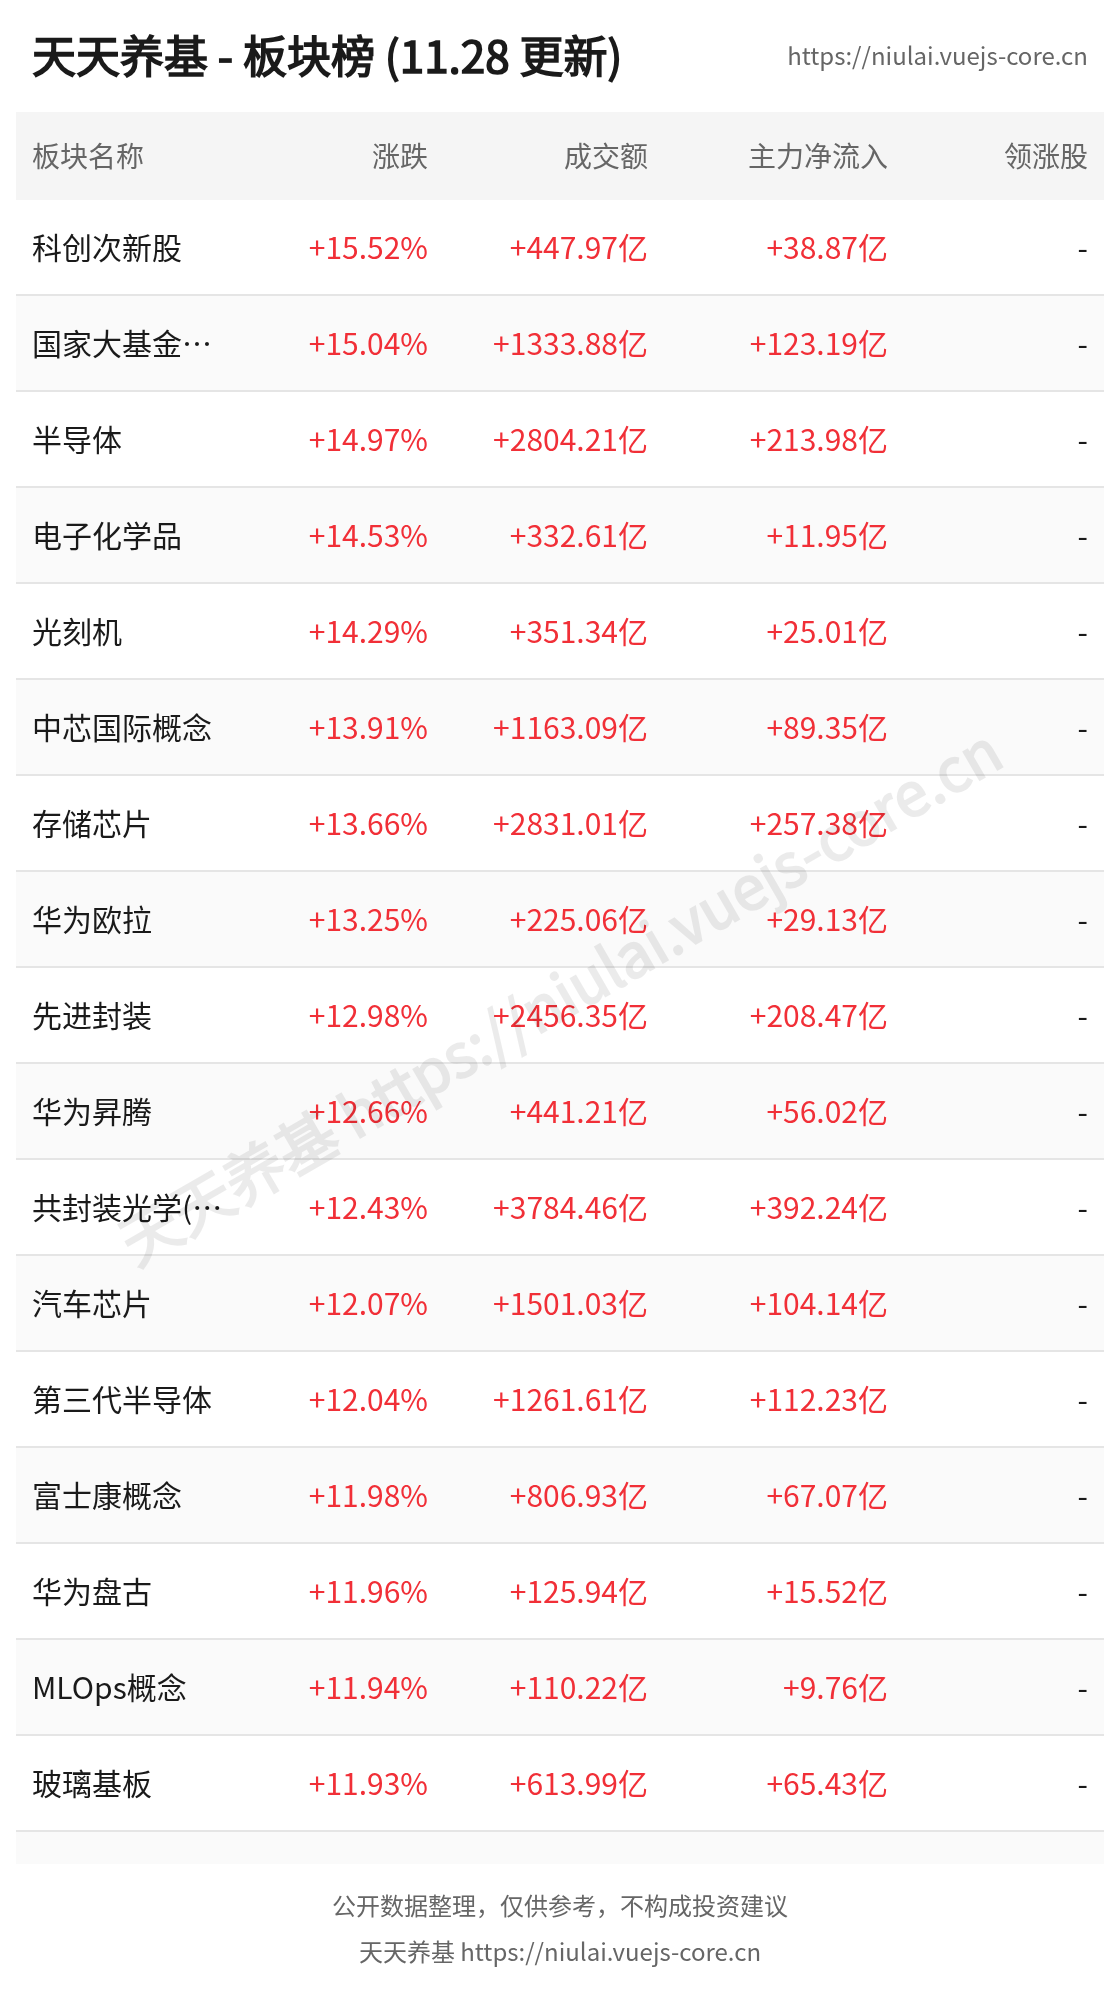 天天养基 - 板块榜 (11.28 更新) https://niulai.vuejs-core.cn
板块名称 涨跌 成交额 主力净流入 领涨股
科创次新股 +15.52% +447.97亿 +38.87亿 -
国家大基金… +15.04% +1333.88亿 +123.19亿 -
半导体 +14.97% +2804.21亿 +213.98亿 -
电子化学品 +14.53% +332.61亿 +11.95亿 -
光刻机 +14.29% +351.34亿 +25.01亿 -
中芯国际概念 +13.91% +1163.09亿 +89.35亿 -
存储芯片 +13.66% +2831.01亿 +257.38亿 -
华为欧拉 +13.25% +225.06亿 +29.13亿 -
先进封装 +12.98% +2456.35亿 +208.47亿 -
华为昇腾 +12.66% +441.21亿 +56.02亿 -
共封装光学(… +12.43% +3784.46亿 +392.24亿 -
汽车芯片 +12.07% +1501.03亿 +104.14亿 -
第三代半导体 +12.04% +1261.61亿 +112.23亿 -
富士康概念 +11.98% +806.93亿 +67.07亿 -
华为盘古 +11.96% +125.94亿 +15.52亿 -
MLOps概念 +11.94% +110.22亿 +9.76亿 -
玻璃基板 +11.93% +613.99亿 +65.43亿 -
天天养基 https://niulai.vuejs-core.cn
公开数据整理，仅供参考，不构成投资建议
天天养基 https://niulai.vuejs-core.cn